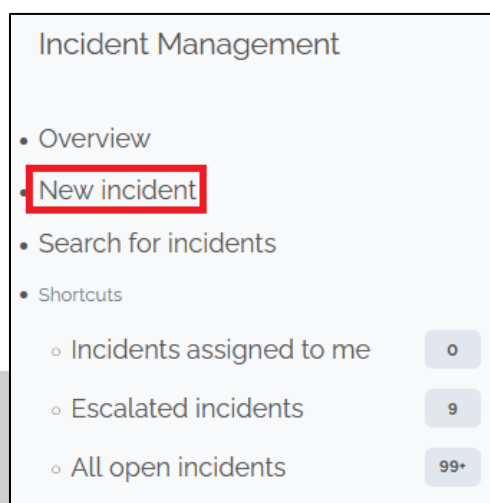 Incident Management
Overview
New incident
Search for incidents
Shortcuts
Incidents assigned to me 0
Escalated incidents 9
All open incidents 99+